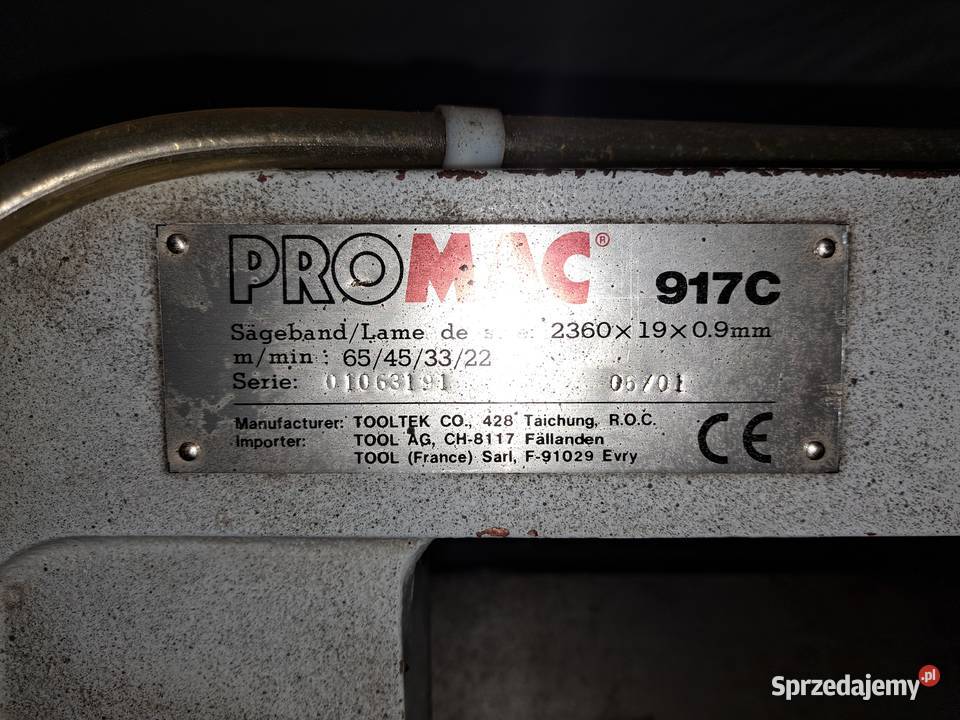 PROMAC® 917C
Sägeband/Lame de 2360×19×0.9mm
m/min : 65/45/33/22
Serie: 01063191 06/01
Manufacturer: TOOLTEK CO., 428 Taichung, R.O.C.
Importer: TOOL AG, CH-8117 Fällanden
TOOL (France) Sarl, F-91029 Evry
CE
Sprzedajemy.pl